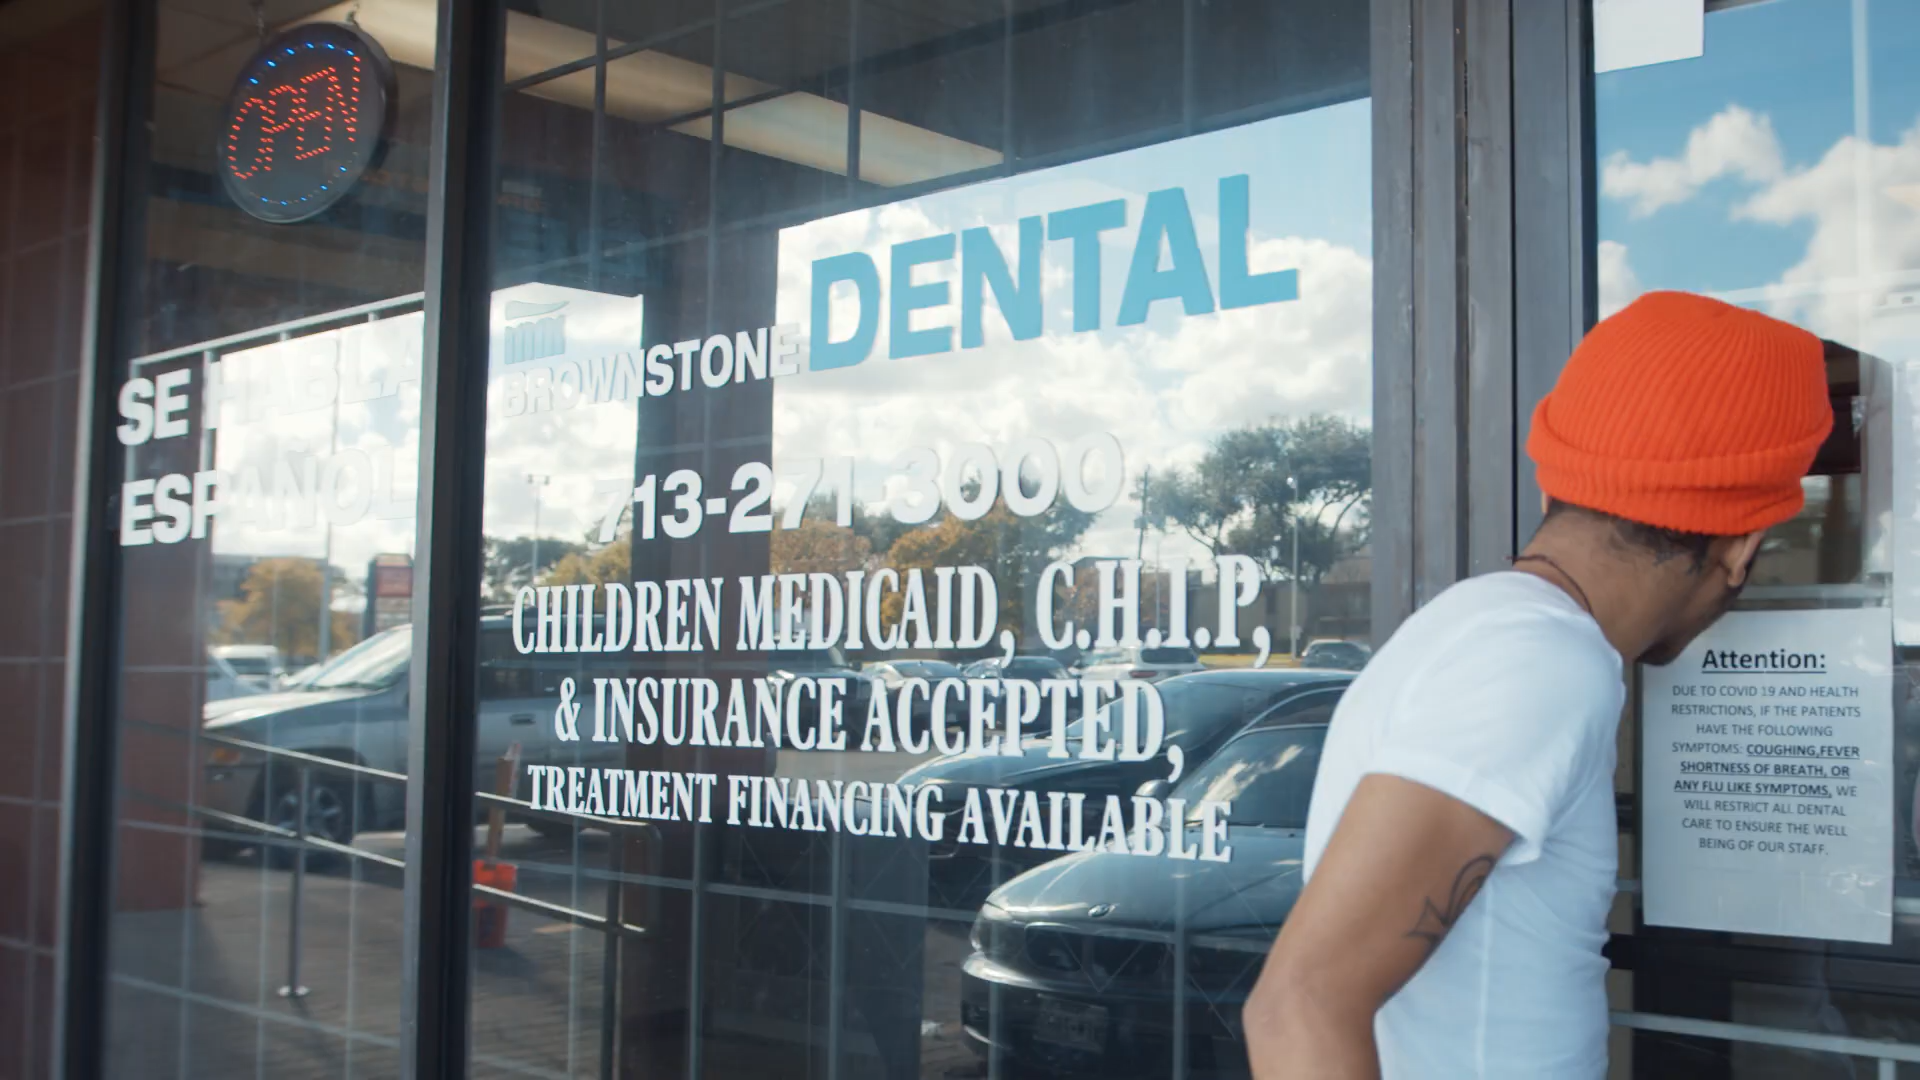 OPEN
SE HABLA
ESPAÑOL
BROWNSTONE DENTAL
713-271-3000
CHILDREN MEDICAID, C.H.I.P,
& INSURANCE ACCEPTED,
TREATMENT FINANCING AVAILABLE
Attention:
DUE TO COVID 19 AND HEALTH
RESTRICTIONS, IF THE PATIENTS
HAVE THE FOLLOWING
SYMPTOMS: COUGHING,FEVER
SHORTNESS OF BREATH, OR
ANY FLU LIKE SYMPTOMS, WE
WILL RESTRICT ALL DENTAL
CARE TO ENSURE THE WELL
BEING OF OUR STAFF.